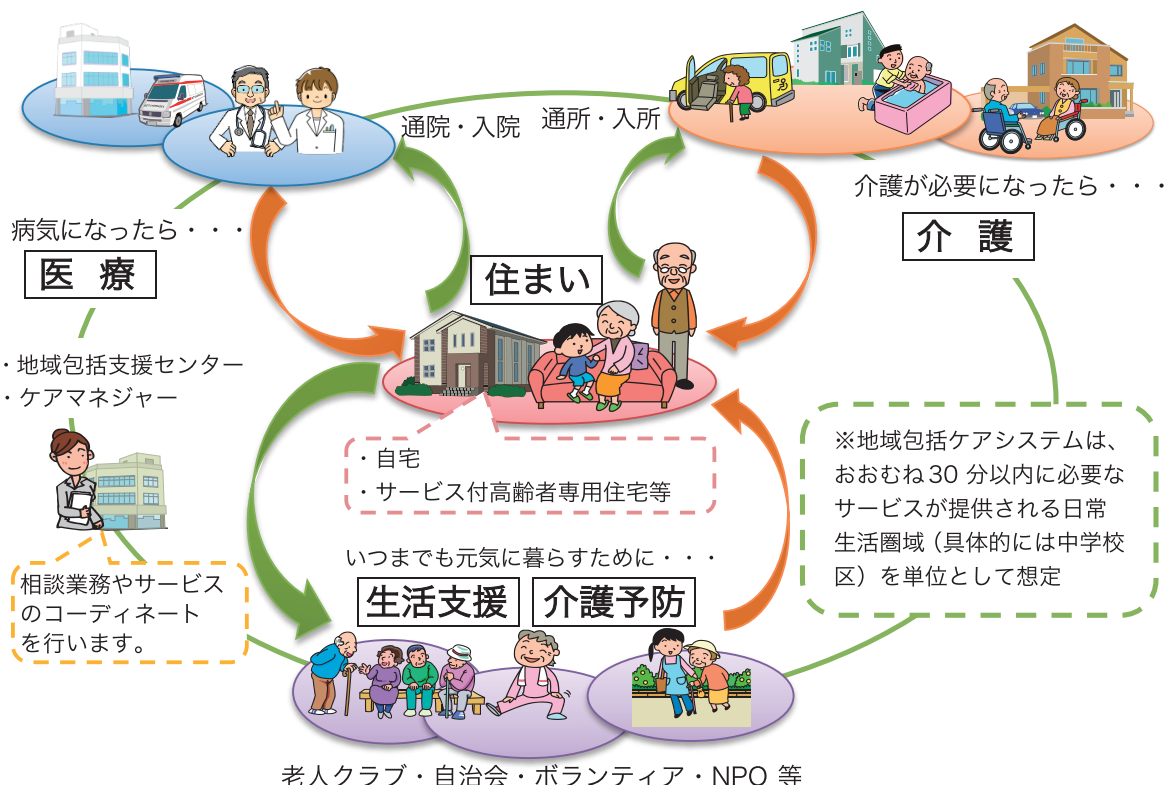 通院・入院
通所・入所
介護が必要になったら・・・
介 護
病気になったら・・・
医 療
住まい
・地域包括支援センター
・ケアマネジャー
・自宅
・サービス付高齢者専用住宅等
※地域包括ケアシステムは、
おおむね30 分以内に必要な
サービスが提供される日常
生活圏域（具体的には中学校
区）を単位として想定
いつまでも元気に暮らすために・・・
生活支援
介護予防
相談業務やサービス
のコーディネート
を行います。
老人クラブ・自治会・ボランティア・NPO 等